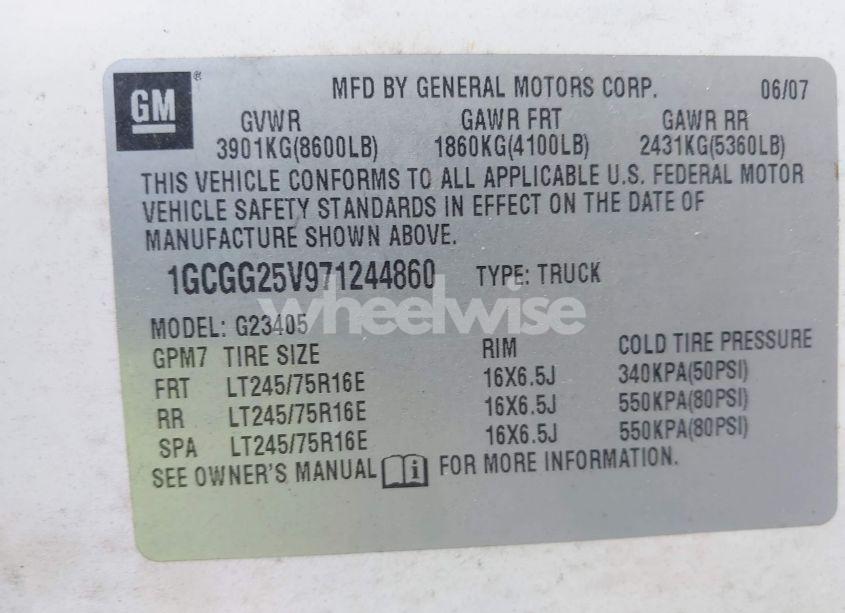 GM ® MFD BY GENERAL MOTORS CORP. 06/07
GVWR GAWR FRT GAWR RR
3901KG(8600LB) 1860KG(4100LB) 2431KG(5360LB)
THIS VEHICLE CONFORMS TO ALL APPLICABLE U.S. FEDERAL MOTOR
VEHICLE SAFETY STANDARDS IN EFFECT ON THE DATE OF
MANUFACTURE SHOWN ABOVE.
1GCGG25V971244860 TYPE: TRUCK
wheelwise
MODEL: G23405
GPM7 TIRE SIZE RIM COLD TIRE PRESSURE
FRT LT245/75R16E 16X6.5J 340KPA(50PSI)
RR LT245/75R16E 16X6.5J 550KPA(80PSI)
SPA LT245/75R16E 16X6.5J 550KPA(80PSI)
SEE OWNER'S MANUAL i FOR MORE INFORMATION.